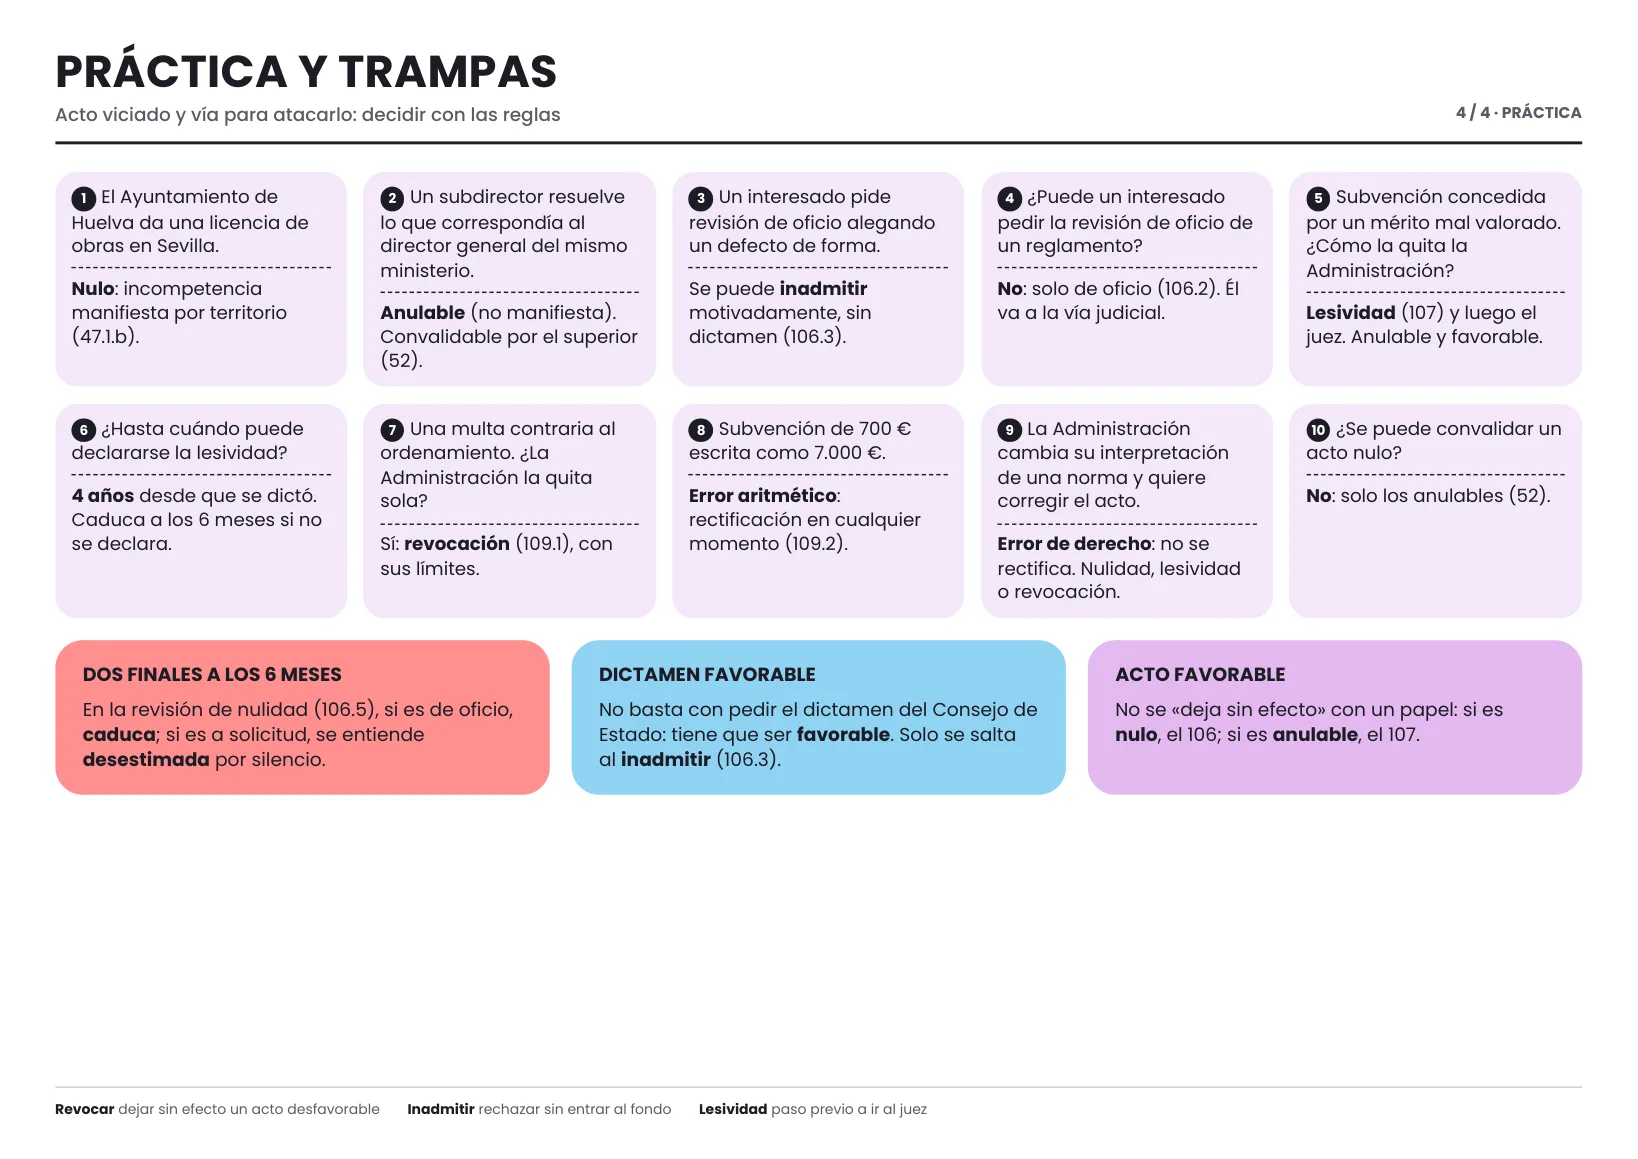 PRÁCTICA Y TRAMPAS
Acto viciado y vía para atacarlo: decidir con las reglas
4 / 4 · PRÁCTICA
1 El Ayuntamiento de
Huelva da una licencia de
obras en Sevilla.
Nulo: incompetencia
manifiesta por territorio
(47.1.b).
2 Un subdirector resuelve
lo que correspondía al
director general del mismo
ministerio.
Anulable (no manifiesta).
Convalidable por el superior
(52).
3 Un interesado pide
revisión de oficio alegando
un defecto de forma.
Se puede inadmitir
motivadamente, sin
dictamen (106.3).
4 ¿Puede un interesado
pedir la revisión de oficio de
un reglamento?
No: solo de oficio (106.2). Él
va a la vía judicial.
5 Subvención concedida
por un mérito mal valorado.
¿Cómo la quita la
Administración?
Lesividad (107) y luego el
juez. Anulable y favorable.
6 ¿Hasta cuándo puede
declararse la lesividad?
4 años desde que se dictó.
Caduca a los 6 meses si no
se declara.
7 Una multa contraria al
ordenamiento. ¿La
Administración la quita
sola?
Sí: revocación (109.1), con
sus límites.
8 Subvención de 700 €
escrita como 7.000 €.
Error aritmético:
rectificación en cualquier
momento (109.2).
9 La Administración
cambia su interpretación
de una norma y quiere
corregir el acto.
Error de derecho: no se
rectifica. Nulidad, lesividad
o revocación.
10 ¿Se puede convalidar un
acto nulo?
No: solo los anulables (52).
DOS FINALES A LOS 6 MESES
En la revisión de nulidad (106.5), si es de oficio,
caduca; si es a solicitud, se entiende
desestimada por silencio.
DICTAMEN FAVORABLE
No basta con pedir el dictamen del Consejo de
Estado: tiene que ser favorable. Solo se salta
al inadmitir (106.3).
ACTO FAVORABLE
No se «deja sin efecto» con un papel: si es
nulo, el 106; si es anulable, el 107.
Revocar dejar sin efecto un acto desfavorable Inadmitir rechazar sin entrar al fondo Lesividad paso previo a ir al juez